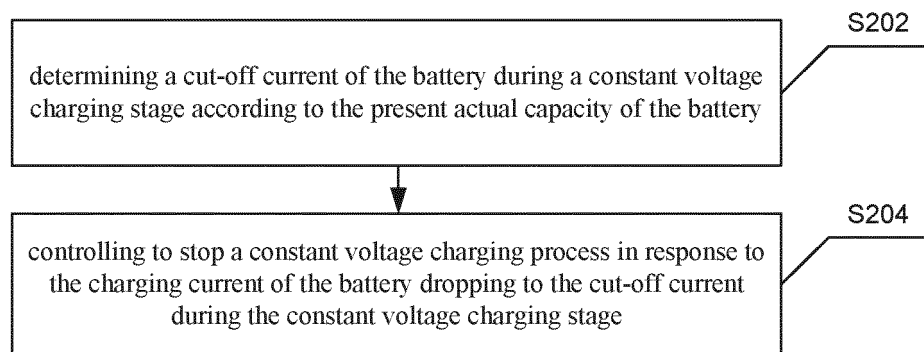 S202
determining a cut-off current of the battery during a constant voltage
charging stage according to the present actual capacity of the battery
S204
controlling to stop a constant voltage charging process in response to
the charging current of the battery dropping to the cut-off current
during the constant voltage charging stage